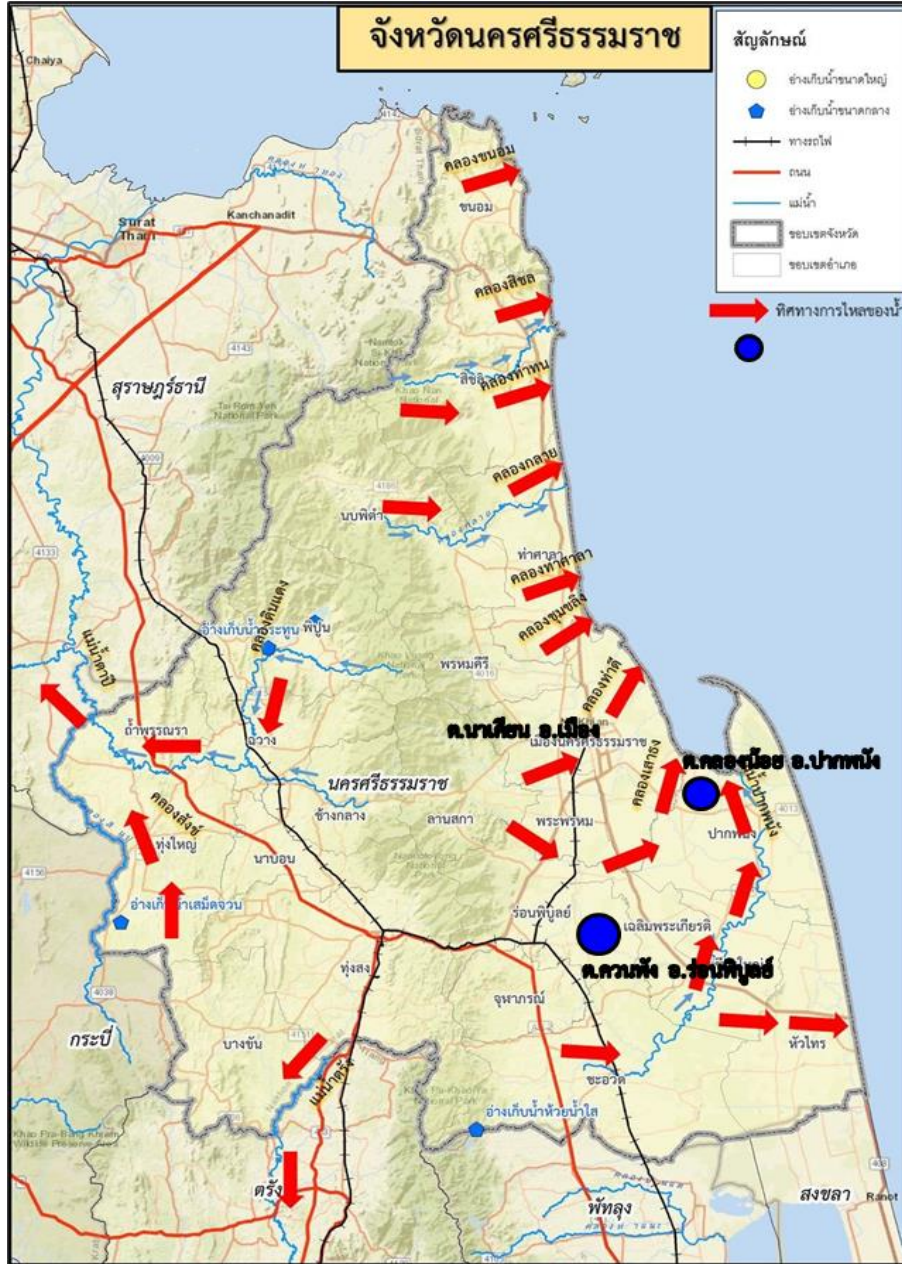 จังหวัดนครศรีธรรมราช
สัญลักษณ์
อ่างเก็บน้ำขนาดใหญ่
อ่างเก็บน้ำขนาดกลาง
ทางรถไฟ
ถนน
แม่น้ำ
ขอบเขตจังหวัด
ขอบเขตอำเภอ
ทิศทางการไหลของน้ำ
Chaiya
คลองขนอม
ขนอม
Kanchanadit
Surat
Thani
คลองสิชล
4143
สิชล
คลองท่าทน
สุราษฎร์ธานี
Tai Rom Yen
National Park
4009
คลองกลาย
4186
นบพิตำ
4133
ท่าศาลา
คลองท่าศาลา
คลองชุมขลิง
คลองดินแดง
พิปูน
พรหมคีรี
4016
แม่น้ำตาปี
คลองท่าดี
ถ้ำพรรณรา
ฉวาง
ต.นาเคียน อ.เมือง
เมืองนครศรีธรรมราช
ต.คลองน้อย อ.ปากพนัง
คลองเสาธง
นครศรีธรรมราช
ช้างกลาง
ลานสกา
พระพรหม
ปากพนัง
4013
คลองสังข์
ทุ่งใหญ่
นาบอน
4156
อ่างเก็บน้ำเสม็ดจวน
ร่อนพิบูลย์
เฉลิมพระเกียรติ
ทุ่งสง
ต.ควนพัง อ.ร่อนพิบูลย์
จุฬาภรณ์
4038
กระบี่
บางขัน
4151
หัวไทร
ชะอวด
แม่น้ำตรัง
อ่างเก็บน้ำห้วยน้ำใส
ตรัง
พัทลุง
สงขลา
408
Ranot